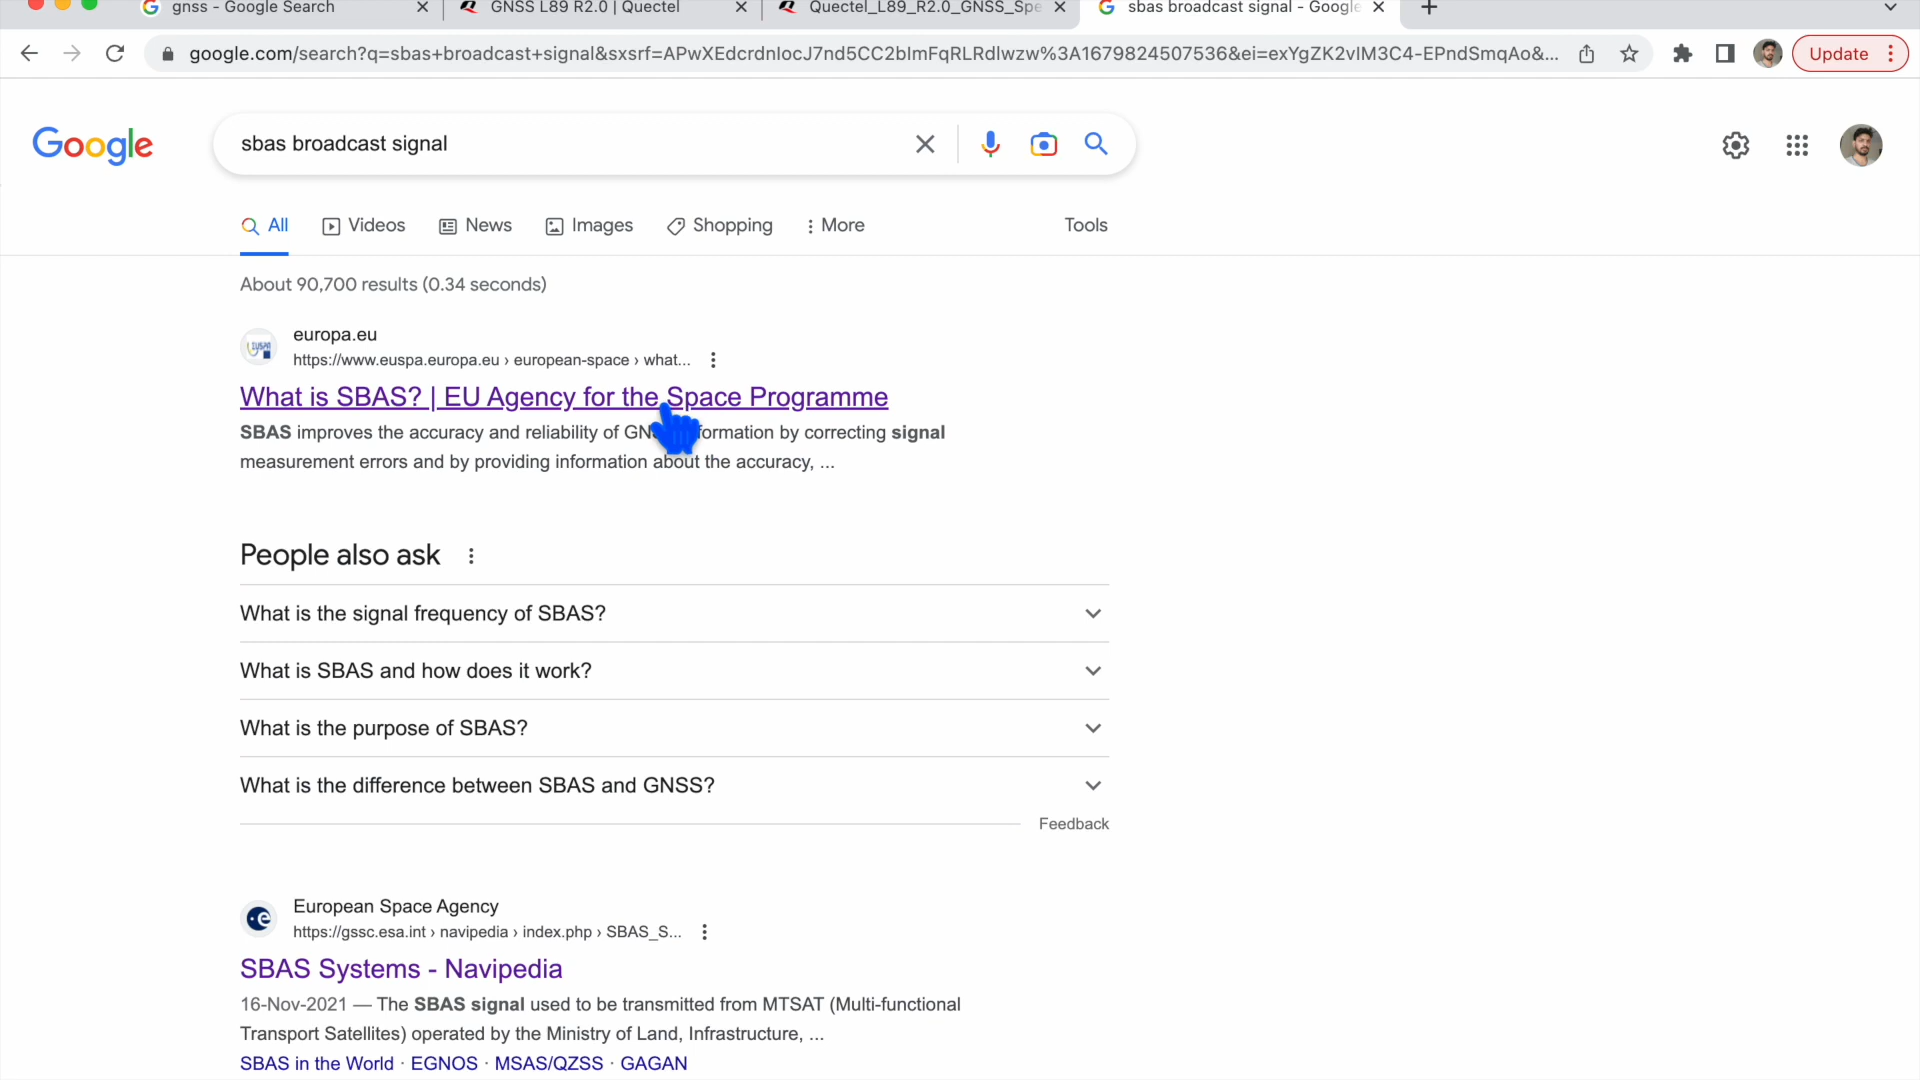 gnss - Google Search
GNSS L89 R2.0 | Quectel
Quectel_L89_R2.0_GNSS_Spe
sbas broadcast signal - Google
google.com/search?q=sbas+broadcast+signal&sxsrf=APwXEdcrdnIocJ7nd5CC2bImFqRLRdlwzw%3A1679824507536&ei=exYgZK2vIM3C4-EPndSmqAo&...
Update
Google
sbas broadcast signal
All
Videos
News
Images
Shopping
More
Tools
About 90,700 results (0.34 seconds)
europa.eu
https://www.euspa.europa.eu › european-space › what...
What is SBAS? | EU Agency for the Space Programme
SBAS improves the accuracy and reliability of GN formation by correcting signal
measurement errors and by providing information about the accuracy, ...
People also ask
What is the signal frequency of SBAS?
What is SBAS and how does it work?
What is the purpose of SBAS?
What is the difference between SBAS and GNSS?
Feedback
European Space Agency
https://gssc.esa.int › navipedia › index.php › SBAS_S...
SBAS Systems - Navipedia
16-Nov-2021 — The SBAS signal used to be transmitted from MTSAT (Multi-functional
Transport Satellites) operated by the Ministry of Land, Infrastructure, ...
SBAS in the World · EGNOS · MSAS/QZSS · GAGAN